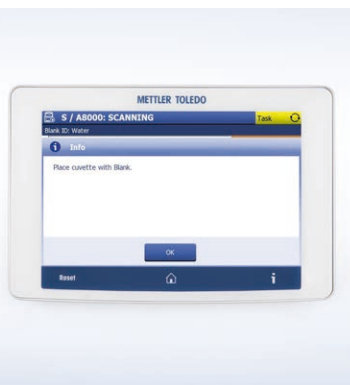 METTLER TOLEDO
S / A8000: SCANNING
Task
Blank ID: Water
i Info
Place cuvette with Blank.
OK
Reset
i